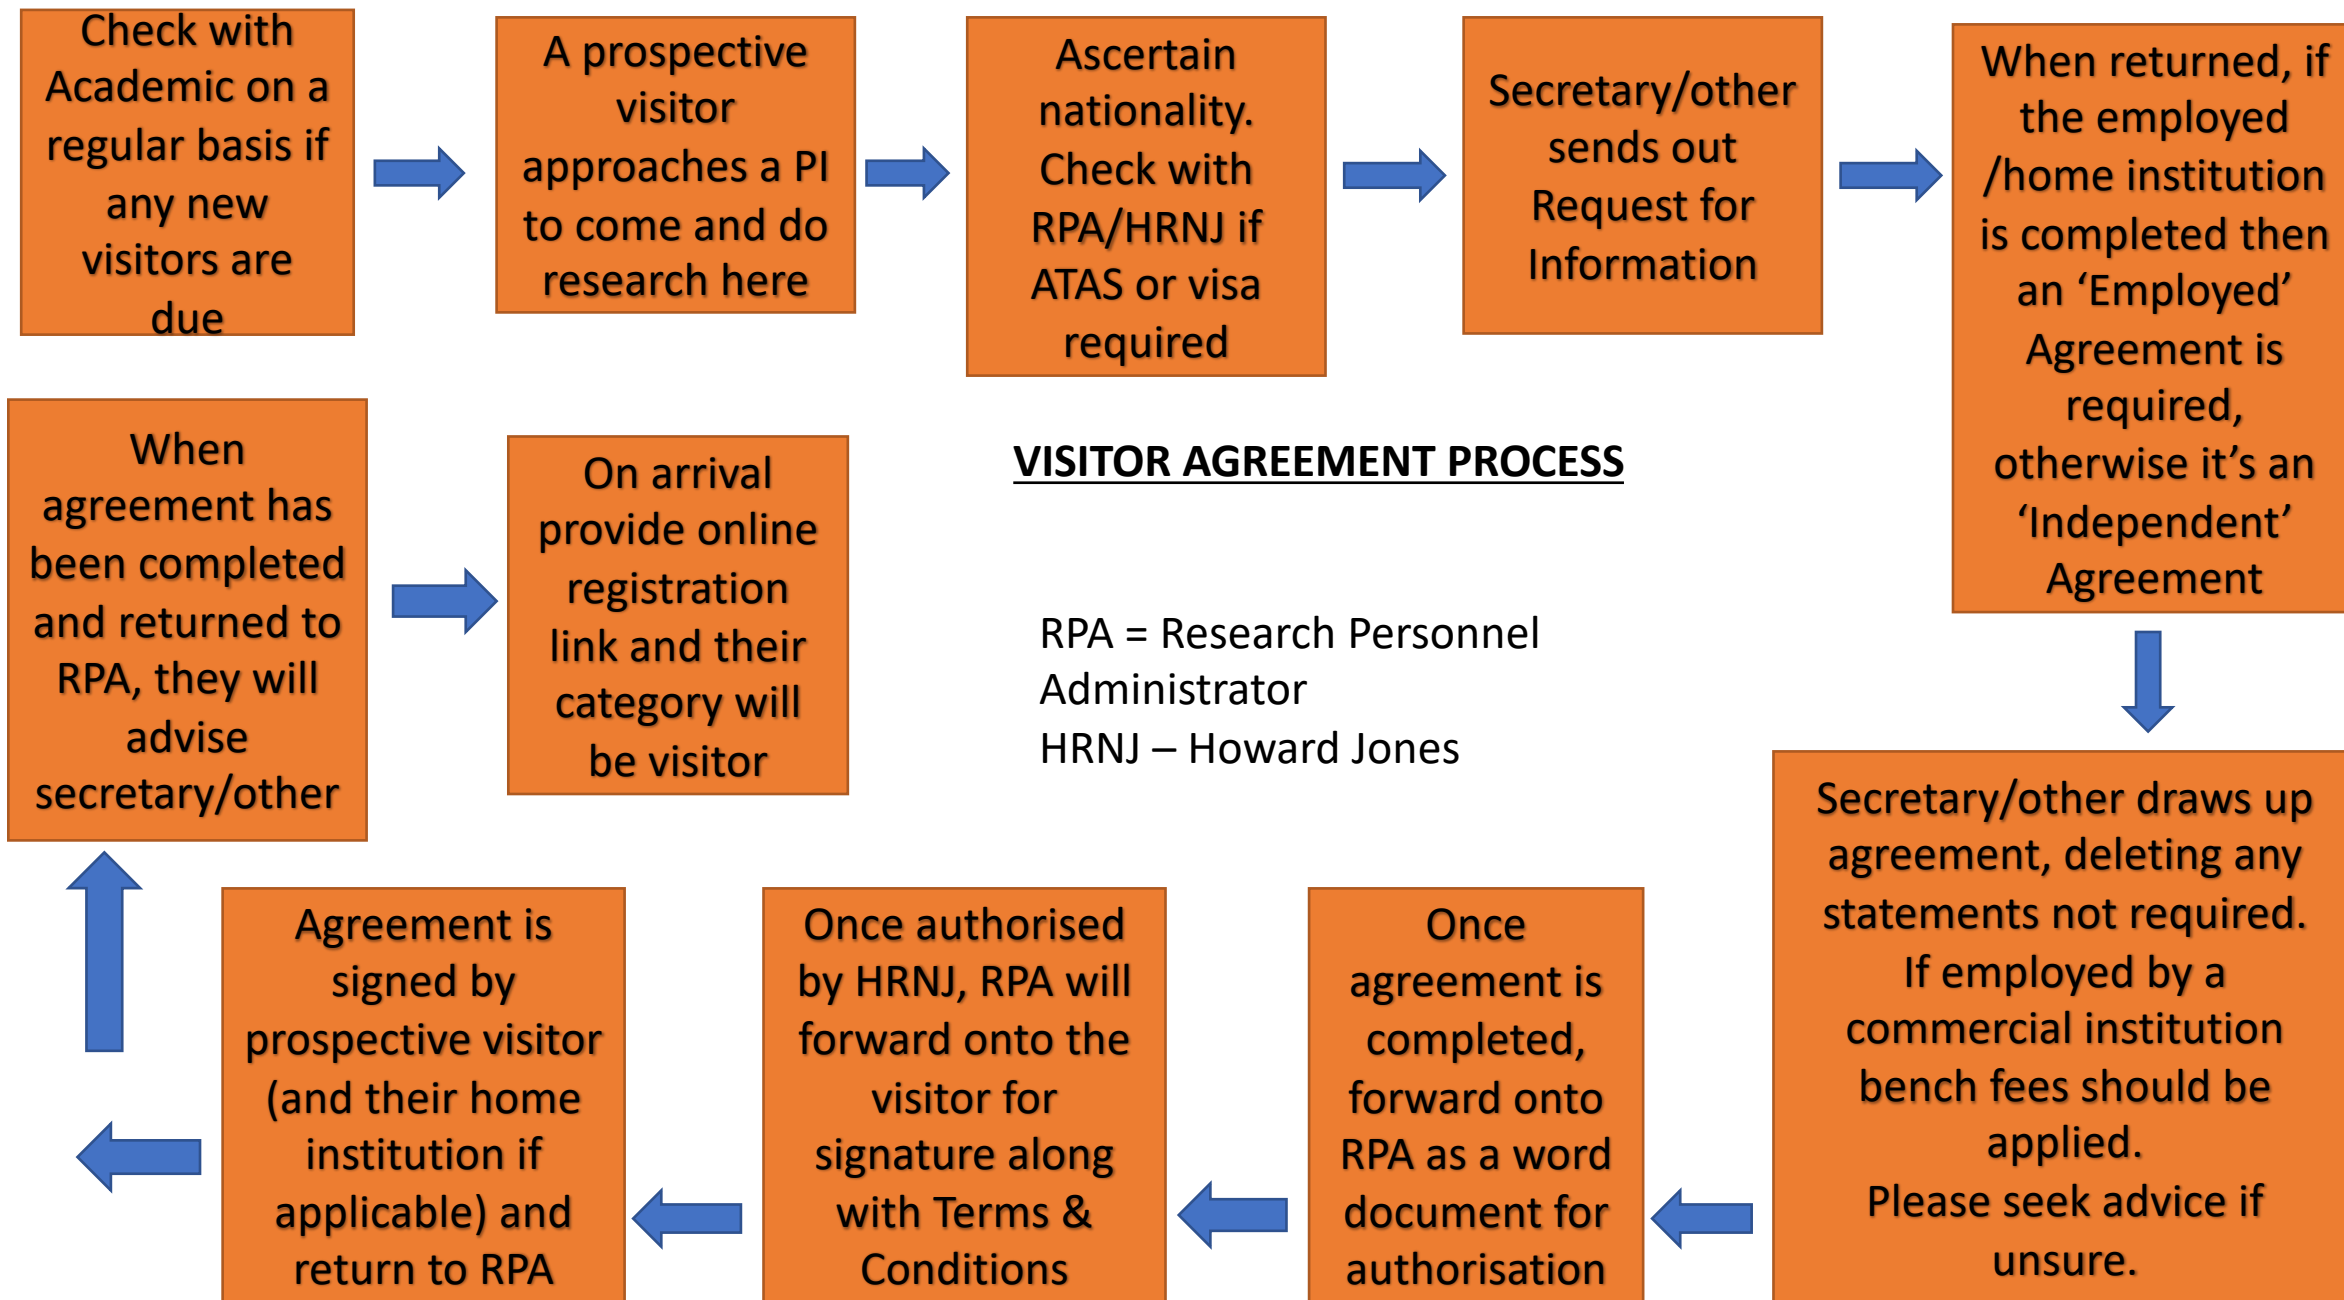 Check with
Academic on a
regular basis if
any new
visitors are
due
A prospective
visitor
approaches a PI
to come and do
research here
Ascertain
nationality.
Check with
RPA/HRNJ if
ATAS or visa
required
Secretary/other
sends out
Request for
Information
When returned, if
the employed
/home institution
is completed then
an ‘Employed’
Agreement is
required,
otherwise it’s an
‘Independent’
Agreement
Secretary/other draws up
agreement, deleting any
statements not required.
If employed by a
commercial institution
bench fees should be
applied.
Please seek advice if
unsure.
Once
agreement is
completed,
forward onto
RPA as a word
document for
authorisation
Once authorised
by HRNJ, RPA will
forward onto the
visitor for
signature along
with Terms &
Conditions
Agreement is
signed by
prospective visitor
(and their home
institution if
applicable) and
return to RPA
When
agreement has
been completed
and returned to
RPA, they will
advise
secretary/other
On arrival
provide online
registration
link and their
category will
be visitor
VISITOR AGREEMENT PROCESS
RPA = Research Personnel
Administrator
HRNJ – Howard Jones